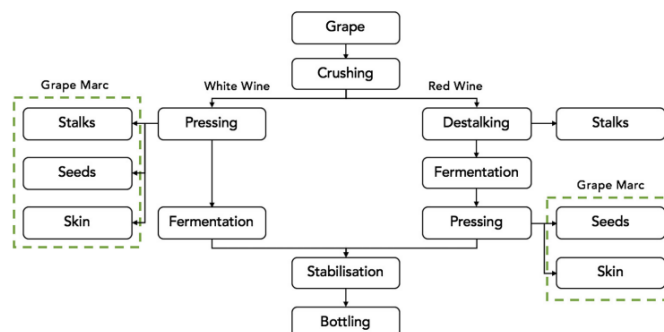 Grape
Crushing
White Wine
Red Wine
Grape Marc
Stalks
Pressing
Destalking
Stalks
Seeds
Fermentation
Grape Marc
Skin
Fermentation
Pressing
Seeds
Stabilisation
Skin
Bottling